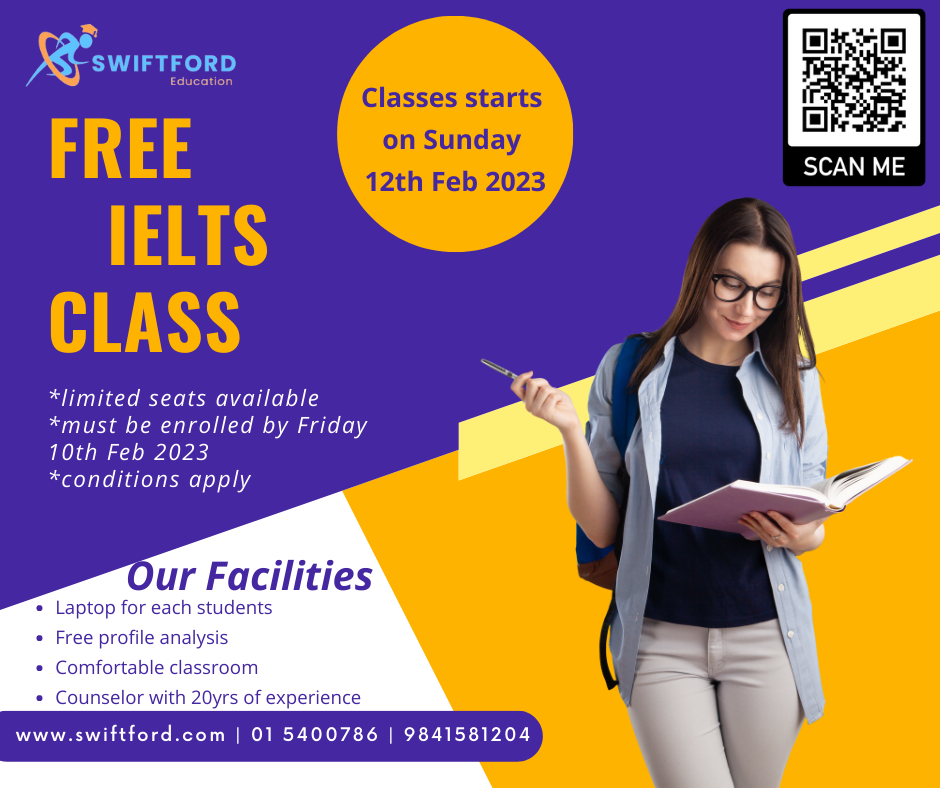 SWIFTFORD
Education
FREE
IELTS
CLASS
Classes starts
on Sunday
12th Feb 2023
SCAN ME
*limited seats available
*must be enrolled by Friday
10th Feb 2023
*conditions apply
Our Facilities
• Laptop for each students
• Free profile analysis
• Comfortable classroom
• Counselor with 20yrs of experience
www.swiftford.com | 01 5400786 | 9841581204